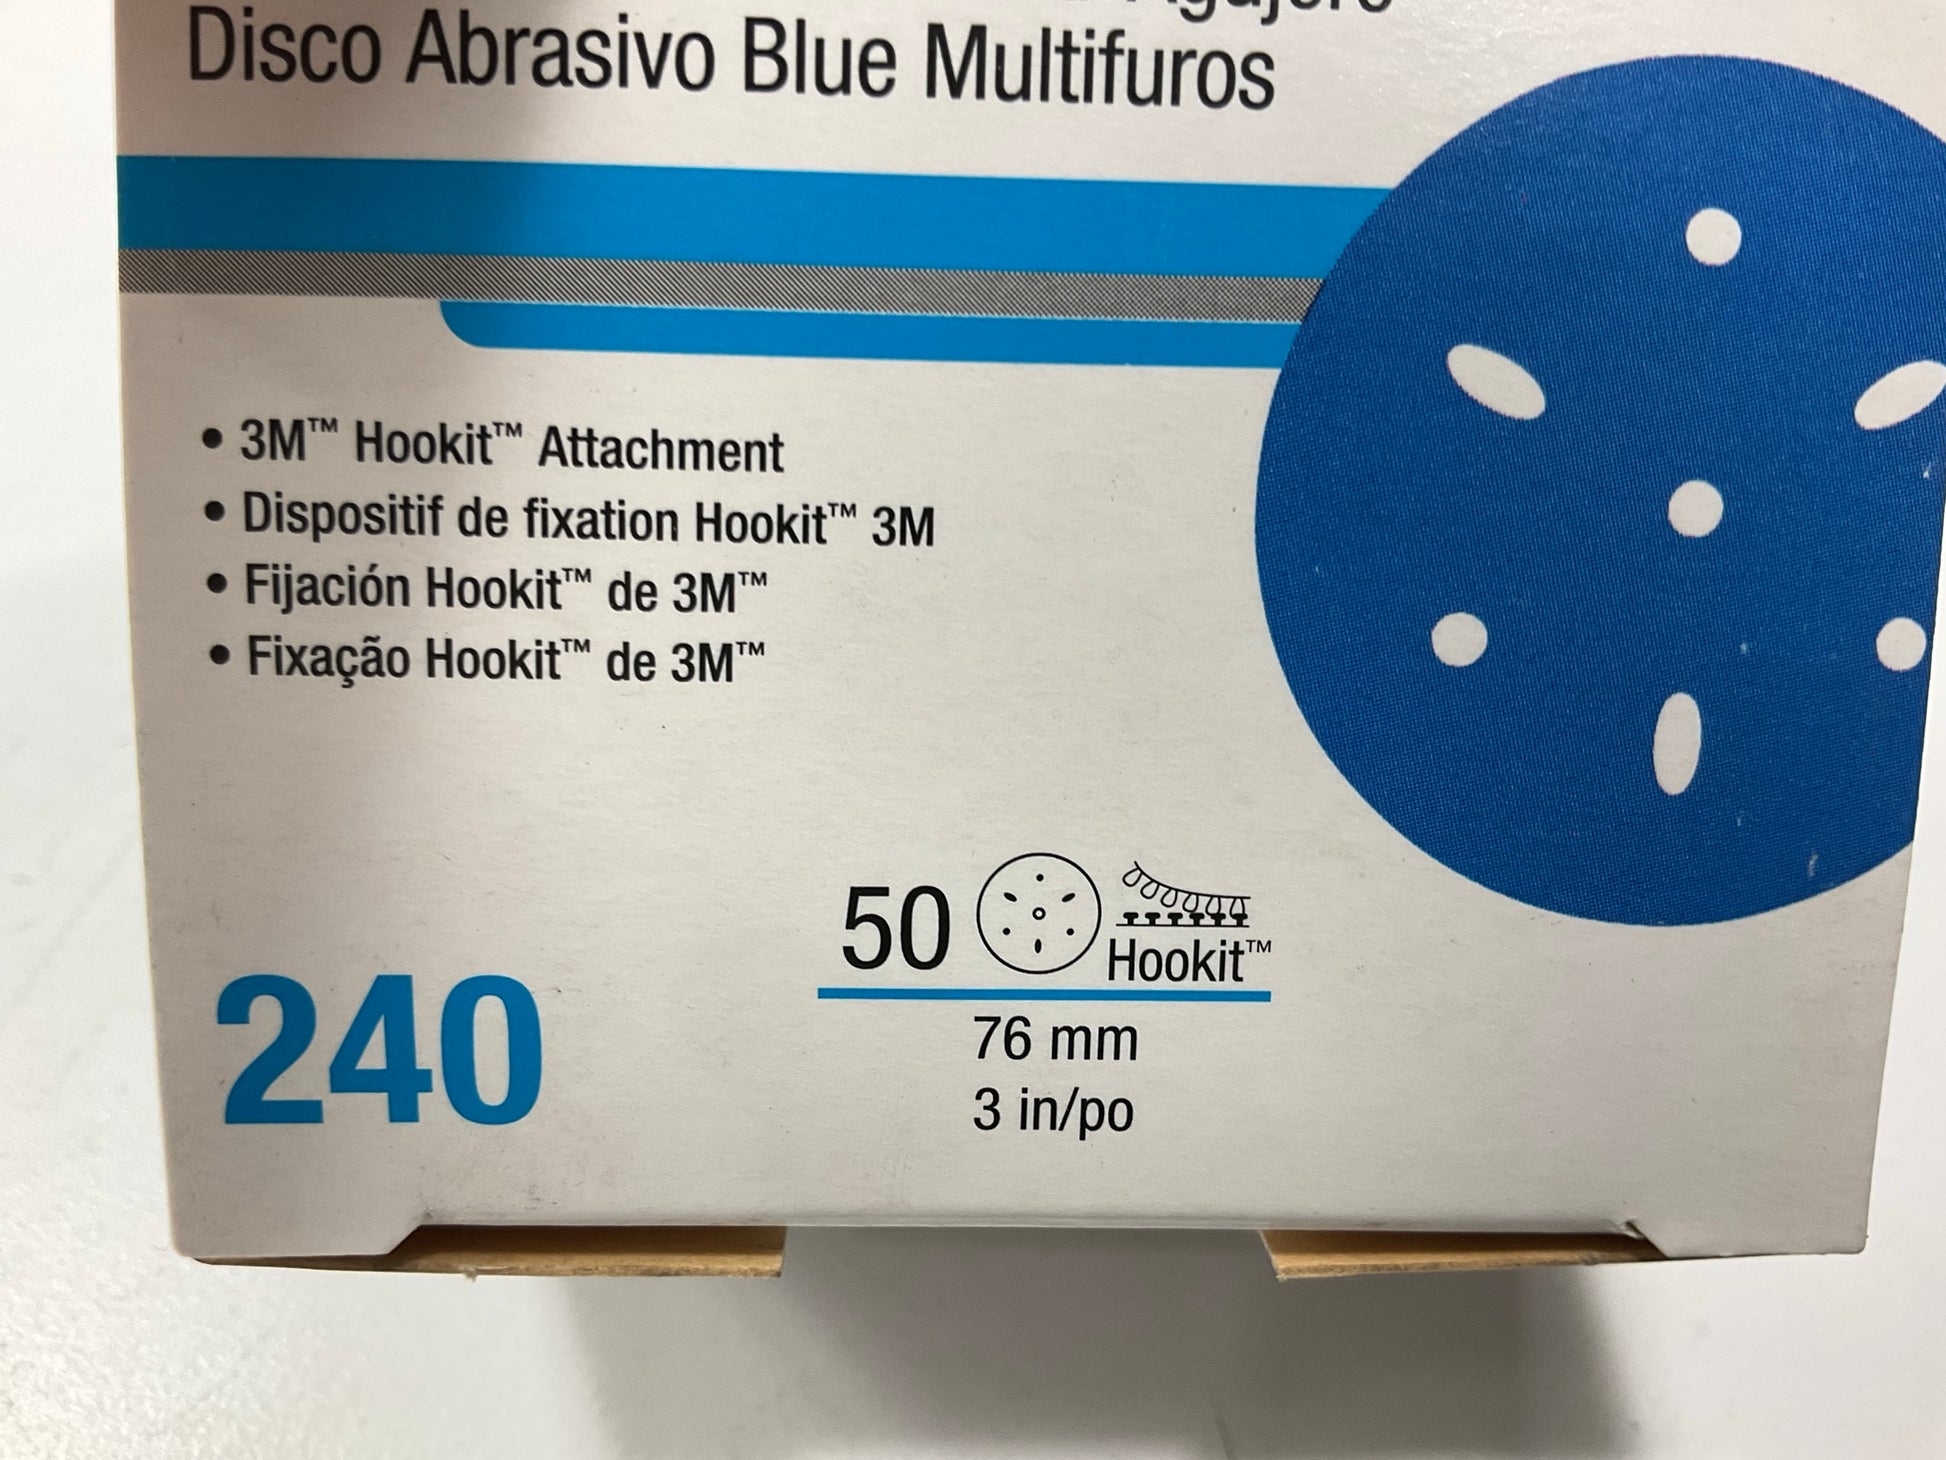 Agujero
Disco Abrasivo Blue Multifuros
• 3M™ Hookit™ Attachment
• Dispositif de fixation Hookit™ 3M
• Fijación Hookit™ de 3M™
• Fixação Hookit™ de 3M™
50 Hookit™
240
76 mm
3 in/po